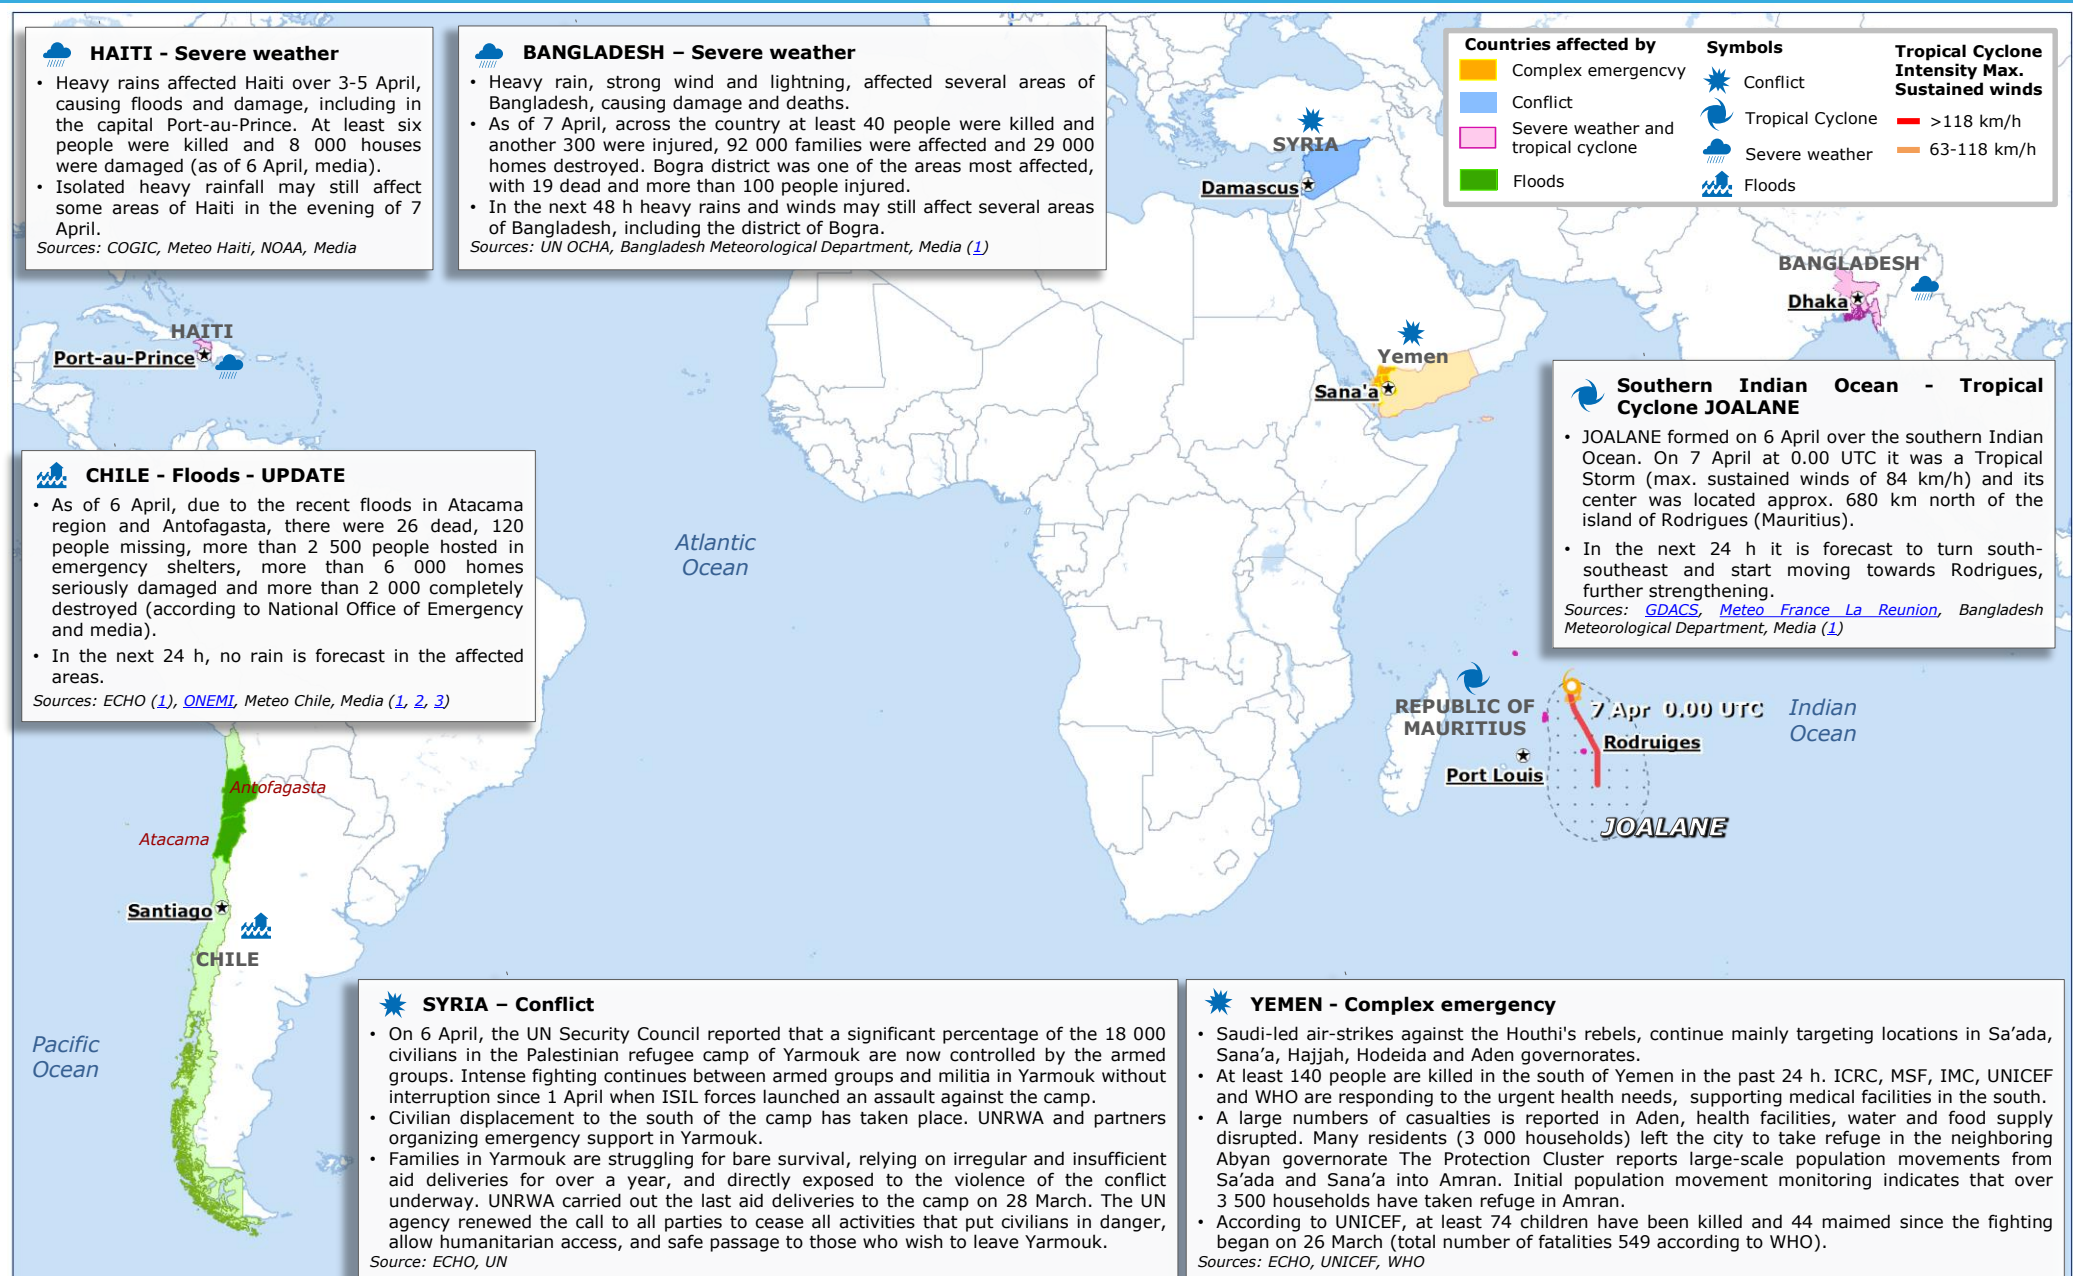 HAITI - Severe weather
• Heavy rains affected Haiti over 3-5 April,
causing floods and damage, including in
the capital Port-au-Prince. At least six
people were killed and 8 000 houses
were damaged (as of 6 April, media).
• Isolated heavy rainfall may still affect
some areas of Haiti in the evening of 7
April.
Sources: COGIC, Meteo Haiti, NOAA, Media
BANGLADESH – Severe weather
• Heavy rain, strong wind and lightning, affected several areas of
Bangladesh, causing damage and deaths.
• As of 7 April, across the country at least 40 people were killed and
another 300 were injured, 92 000 families were affected and 29 000
homes destroyed. Bogra district was one of the areas most affected,
with 19 dead and more than 100 people injured.
• In the next 48 h heavy rains and winds may still affect several areas
of Bangladesh, including the district of Bogra.
Sources: UN OCHA, Bangladesh Meteorological Department, Media (1)
Countries affected by
Complex emergencvy
Conflict
Severe weather and
tropical cyclone
Floods
Symbols
Conflict
Tropical Cyclone
Severe weather
Floods
Tropical Cyclone
Intensity Max.
Sustained winds
>118 km/h
63-118 km/h
SYRIA
Damascus
BANGLADESH
Dhaka
HAITI
Port-au-Prince
Yemen
Sana'a
Southern Indian Ocean - Tropical
Cyclone JOALANE
• JOALANE formed on 6 April over the southern Indian
Ocean. On 7 April at 0.00 UTC it was a Tropical
Storm (max. sustained winds of 84 km/h) and its
center was located approx. 680 km north of the
island of Rodrigues (Mauritius).
• In the next 24 h it is forecast to turn south-
southeast and start moving towards Rodrigues,
further strengthening.
Sources: GDACS, Meteo France La Reunion, Bangladesh
Meteorological Department, Media (1)
CHILE - Floods - UPDATE
• As of 6 April, due to the recent floods in Atacama
region and Antofagasta, there were 26 dead, 120
people missing, more than 2 500 people hosted in
emergency shelters, more than 6 000 homes
seriously damaged and more than 2 000 completely
destroyed (according to National Office of Emergency
and media).
• In the next 24 h, no rain is forecast in the affected
areas.
Sources: ECHO (1), ONEMI, Meteo Chile, Media (1, 2, 3)
Atlantic
Ocean
REPUBLIC OF
MAURITIUS
Port Louis
7 Apr 0.00 UTC
Rodruiges
JOALANE
Indian
Ocean
Antofagasta
Atacama
Santiago
CHILE
Pacific
Ocean
SYRIA – Conflict
• On 6 April, the UN Security Council reported that a significant percentage of the 18 000
civilians in the Palestinian refugee camp of Yarmouk are now controlled by the armed
groups. Intense fighting continues between armed groups and militia in Yarmouk without
interruption since 1 April when ISIL forces launched an assault against the camp.
• Civilian displacement to the south of the camp has taken place. UNRWA and partners
organizing emergency support in Yarmouk.
• Families in Yarmouk are struggling for bare survival, relying on irregular and insufficient
aid deliveries for over a year, and directly exposed to the violence of the conflict
underway. UNRWA carried out the last aid deliveries to the camp on 28 March. The UN
agency renewed the call to all parties to cease all activities that put civilians in danger,
allow humanitarian access, and safe passage to those who wish to leave Yarmouk.
Source: ECHO, UN
YEMEN - Complex emergency
• Saudi-led air-strikes against the Houthi's rebels, continue mainly targeting locations in Sa’ada,
Sana’a, Hajjah, Hodeida and Aden governorates.
• At least 140 people are killed in the south of Yemen in the past 24 h. ICRC, MSF, IMC, UNICEF
and WHO are responding to the urgent health needs, supporting medical facilities in the south.
• A large numbers of casualties is reported in Aden, health facilities, water and food supply
disrupted. Many residents (3 000 households) left the city to take refuge in the neighboring
Abyan governorate The Protection Cluster reports large-scale population movements from
Sa’ada and Sana’a into Amran. Initial population movement monitoring indicates that over
3 500 households have taken refuge in Amran.
• According to UNICEF, at least 74 children have been killed and 44 maimed since the fighting
began on 26 March (total number of fatalities 549 according to WHO).
Sources: ECHO, UNICEF, WHO